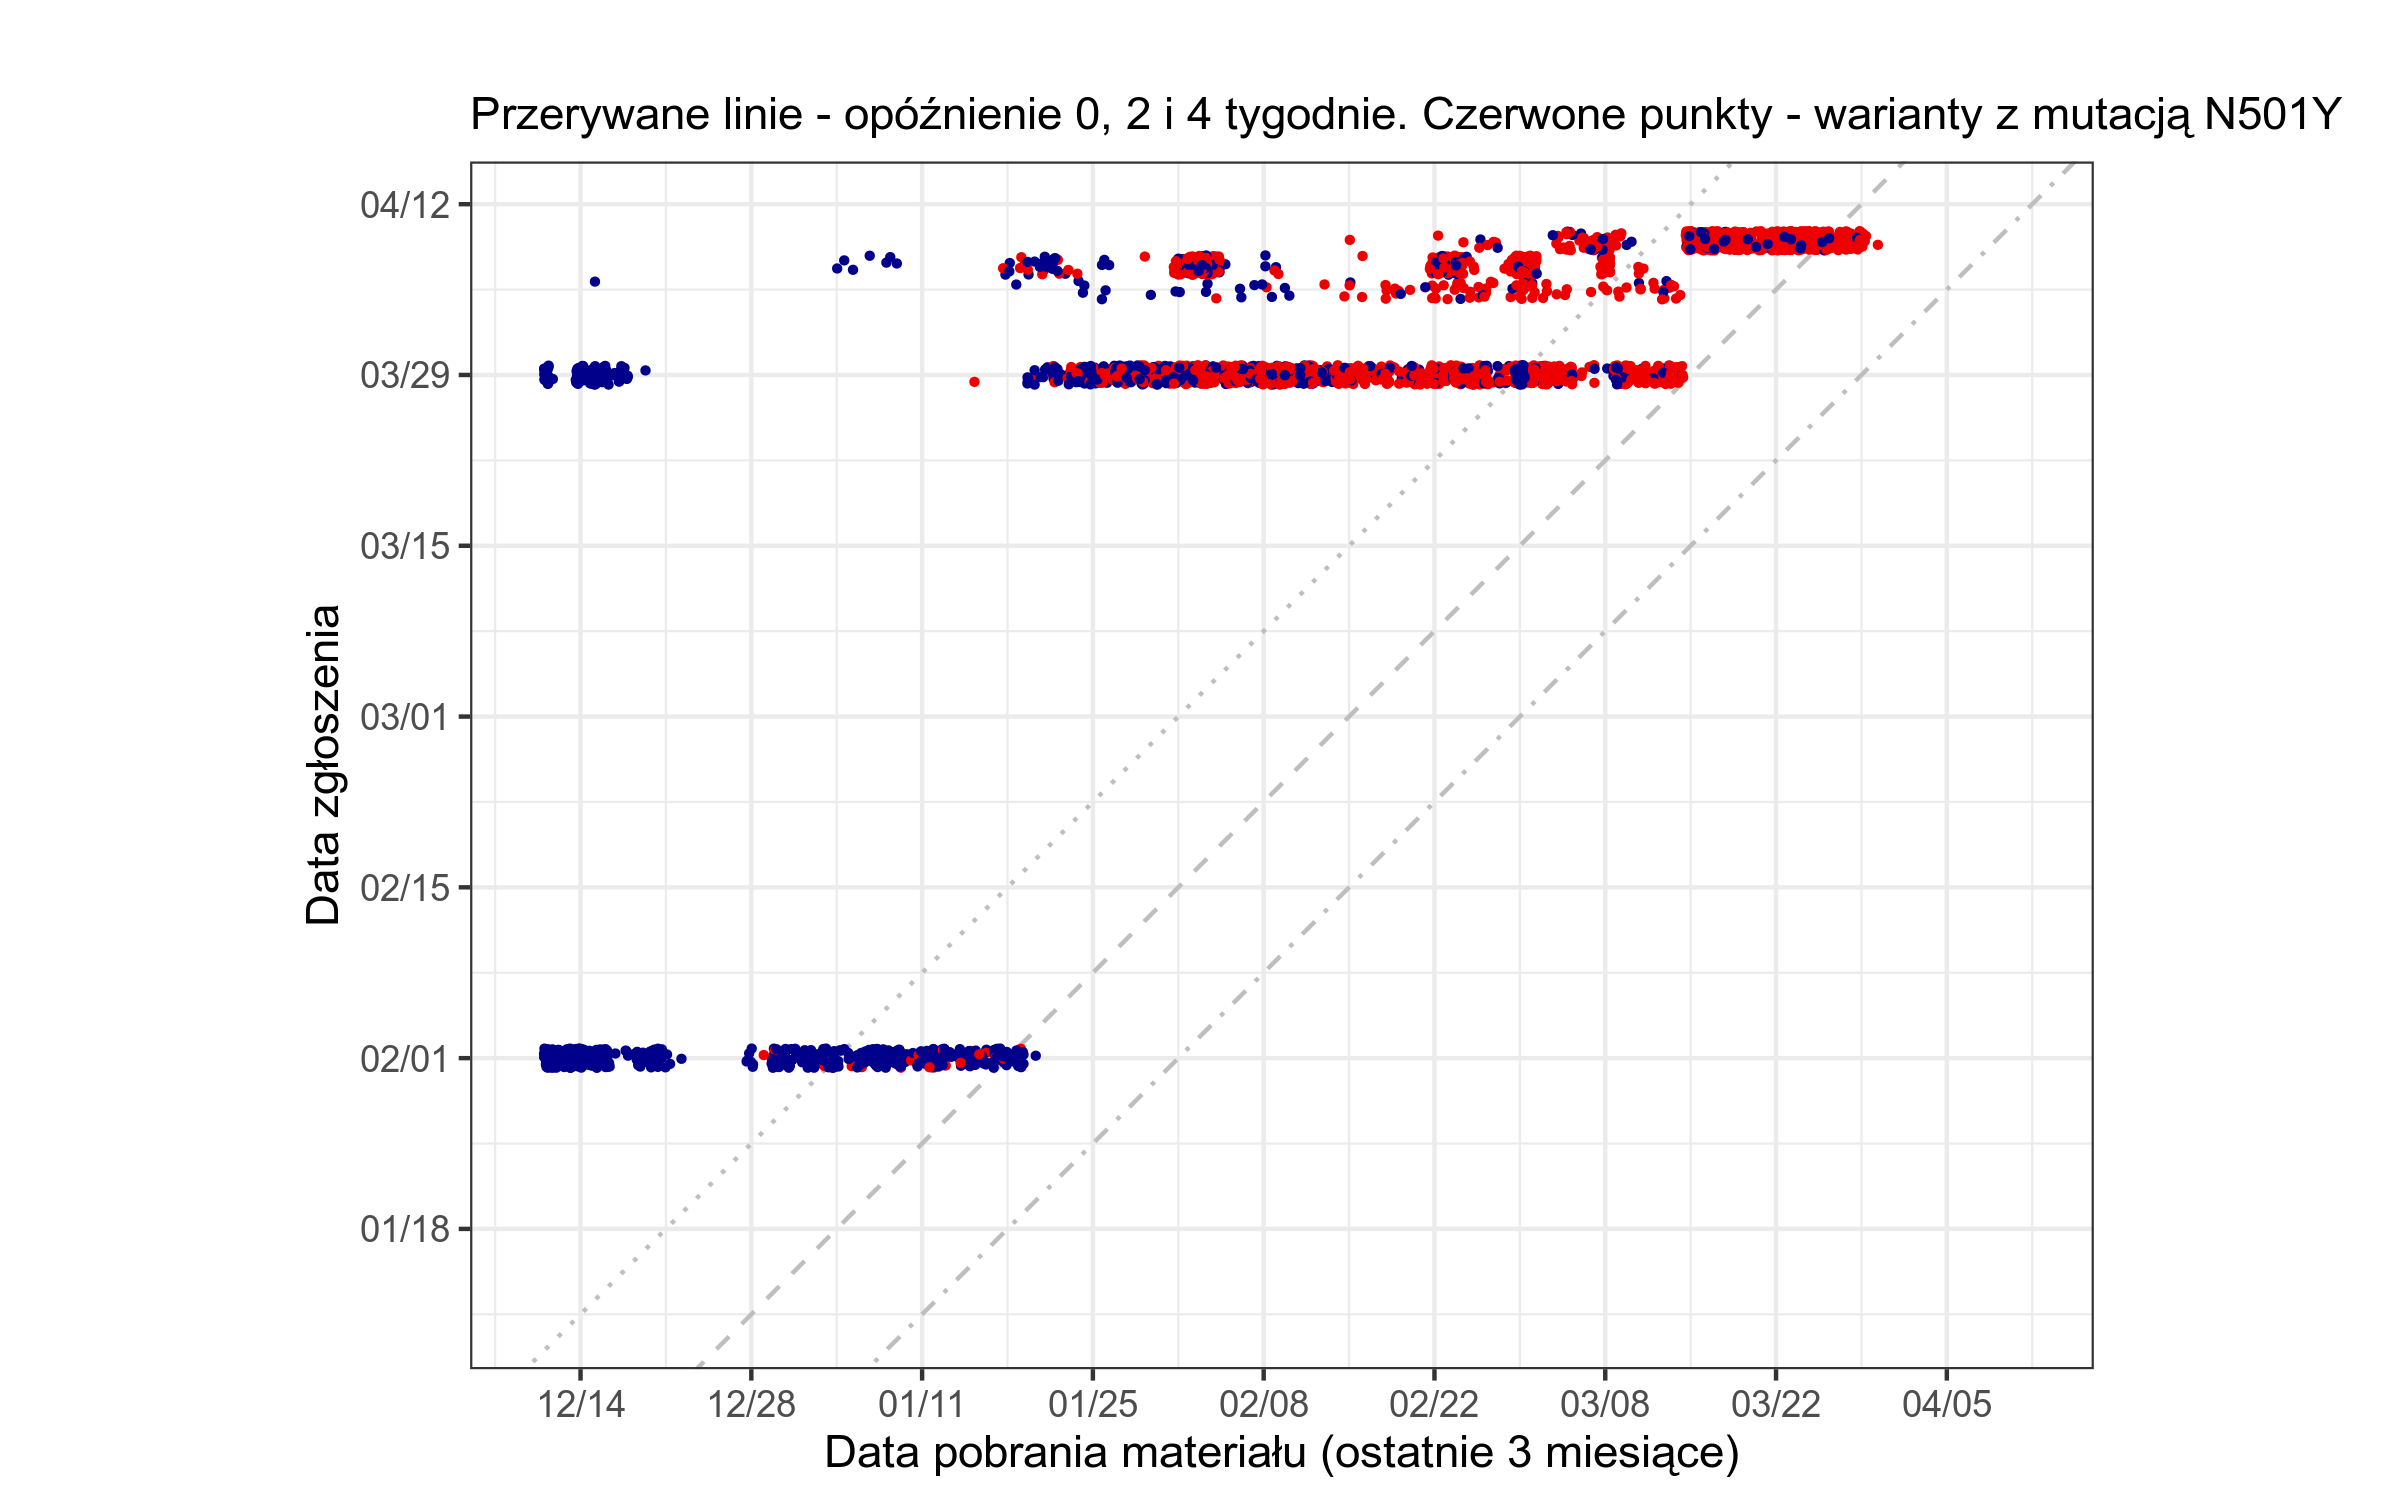 Przerywane linie - opóźnienie 0, 2 i 4 tygodnie. Czerwone punkty - warianty z mutacją N501Y
04/12
03/29
03/15
03/01
02/15
02/01
01/18
Data zgłoszenia
12/14 12/28 01/11 01/25 02/08 02/22 03/08 03/22 04/05
Data pobrania materiału (ostatnie 3 miesiące)